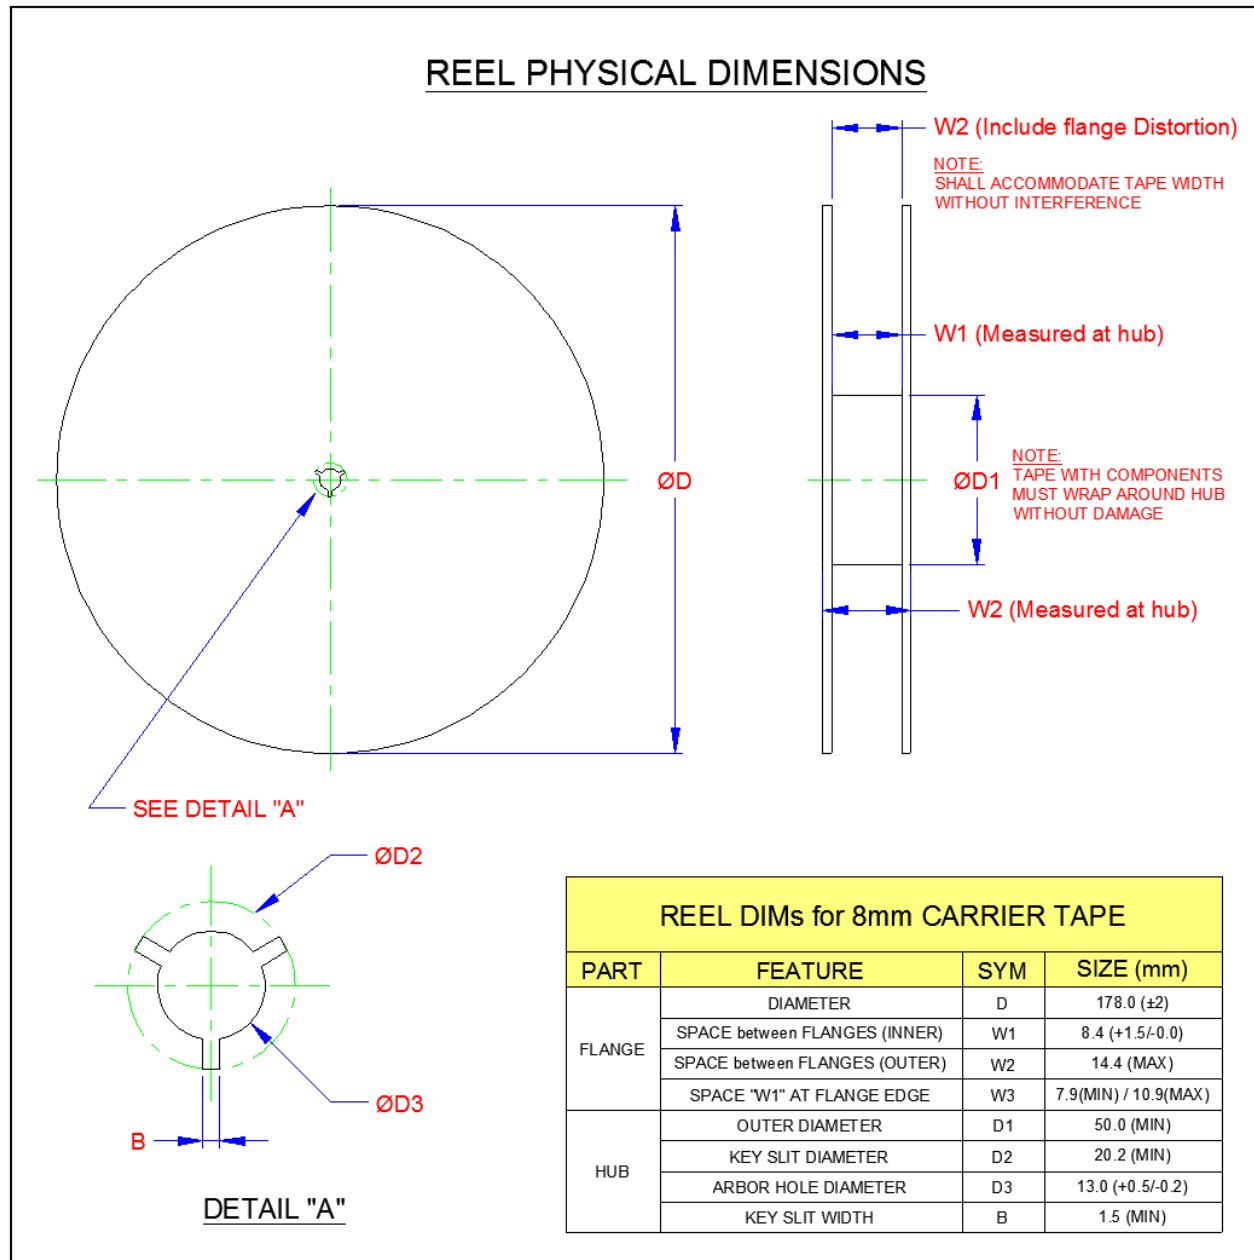 REEL PHYSICAL DIMENSIONS
W2 (Include flange Distortion)
NOTE:
SHALL ACCOMMODATE TAPE WIDTH
WITHOUT INTERFERENCE
W1 (Measured at hub)
ØD
ØD1
NOTE:
TAPE WITH COMPONENTS
MUST WRAP AROUND HUB
WITHOUT DAMAGE
W2 (Measured at hub)
SEE DETAIL "A"
ØD2
ØD3
B
DETAIL "A"
REEL DIMs for 8mm CARRIER TAPE
PART FEATURE SYM SIZE (mm)
FLANGE
DIAMETER D 178.0 (±2)
SPACE between FLANGES (INNER) W1 8.4 (+1.5/-0.0)
SPACE between FLANGES (OUTER) W2 14.4 (MAX)
SPACE "W1" AT FLANGE EDGE W3 7.9(MIN) / 10.9(MAX)
HUB
OUTER DIAMETER D1 50.0 (MIN)
KEY SLIT DIAMETER D2 20.2 (MIN)
ARBOR HOLE DIAMETER D3 13.0 (+0.5/-0.2)
KEY SLIT WIDTH B 1.5 (MIN)